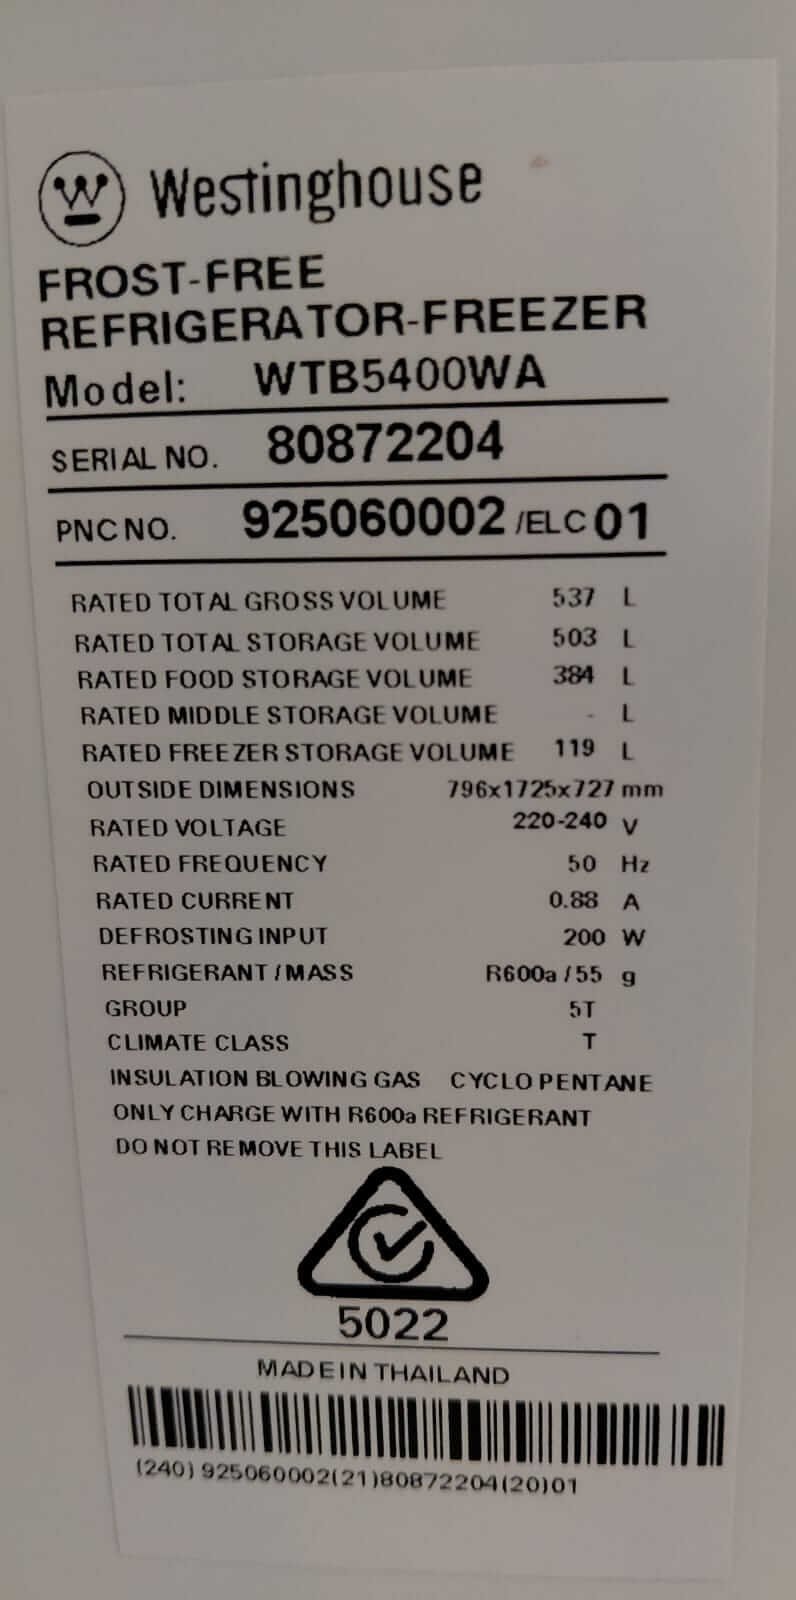 Westinghouse
FROST-FREE
REFRIGERATOR-FREEZER
Model: WTB5400WA
SERIAL NO. 80872204
PNC NO. 925060002 /ELC 01
RATED TOTAL GROSS VOLUME 537 L
RATED TOTAL STORAGE VOLUME 503 L
RATED FOOD STORAGE VOLUME 384 L
RATED MIDDLE STORAGE VOLUME - L
RATED FREEZER STORAGE VOLUME 119 L
OUTSIDE DIMENSIONS 796x1725x727 mm
RATED VOLTAGE 220-240 V
RATED FREQUENCY 50 Hz
RATED CURRENT 0.88 A
DEFROSTING INPUT 200 W
REFRIGERANT / MASS R600a / 55 g
GROUP 5T
CLIMATE CLASS T
INSULATION BLOWING GAS CYCLO PENTANE
ONLY CHARGE WITH R600a REFRIGERANT
DO NOT REMOVE THIS LABEL
5022
MADE IN THAILAND
(240) 925060002(21)80872204(20)01